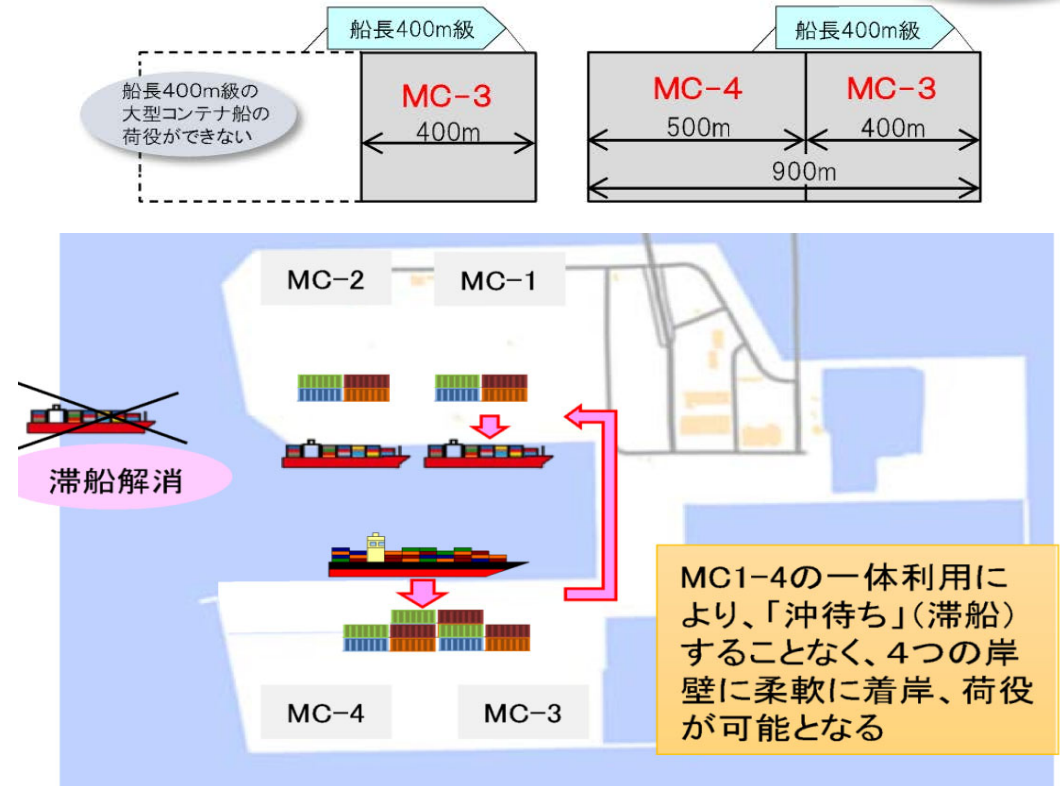 船長400m級
船長400m級
船長400m級の
大型コンテナ船の
荷役ができない
MC-3
400m
MC-4
500m
MC-3
400m
900m
MC-2
MC-1
滞船解消
MC1-4の一体利用に
より、「沖待ち」(滞船)
することなく、4つの岸
壁に柔軟に着岸、荷役
が可能となる
MC-4
MC-3